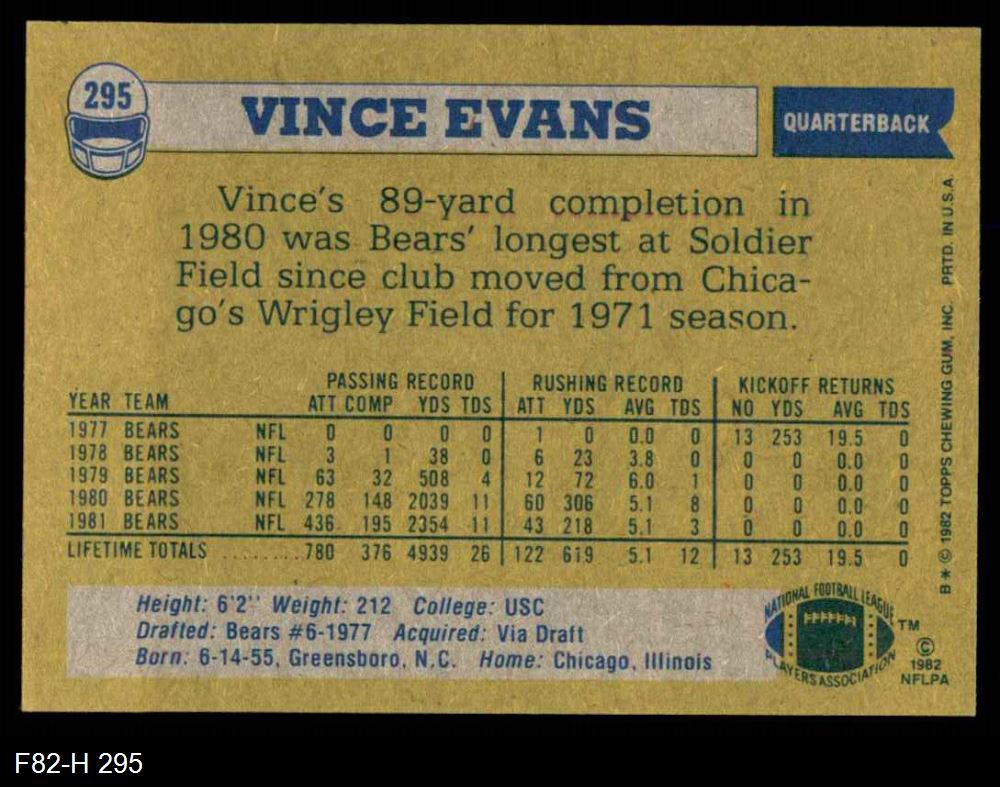 295
VINCE EVANS
QUARTERBACK
Vince's 89-yard completion in
1980 was Bears' longest at Soldier
Field since club moved from Chica-
go's Wrigley Field for 1971 season.
PASSING RECORD RUSHING RECORD KICKOFF RETURNS
YEAR TEAM ATT COMP YDS TDS ATT YDS AVG TDS NO YDS AVG TDS
1977 BEARS NFL 0 0 0 0 1 0 0.0 0 13 253 19.5 0
1978 BEARS NFL 3 1 38 0 6 23 3.8 0 0 0 0.0 0
1979 BEARS NFL 63 32 508 4 12 72 6.0 1 0 0 0.0 0
1980 BEARS NFL 278 148 2039 11 60 306 5.1 8 0 0 0.0 0
1981 BEARS NFL 436 195 2354 11 43 218 5.1 3 0 0 0.0 0
LIFETIME TOTALS ......... 780 376 4939 26 122 619 5.1 12 13 253 19.5 0
Height: 6'2" Weight: 212 College: USC
Drafted: Bears #6-1977 Acquired: Via Draft
Born: 6-14-55, Greensboro, N.C. Home: Chicago, Illinois
NATIONAL FOOTBALL LEAGUE
PLAYERS ASSOCIATION
TM
©
1982
NFLPA
B * © 1982 TOPPS CHEWING GUM, INC. PRTD. IN U.S.A.
F82-H 295